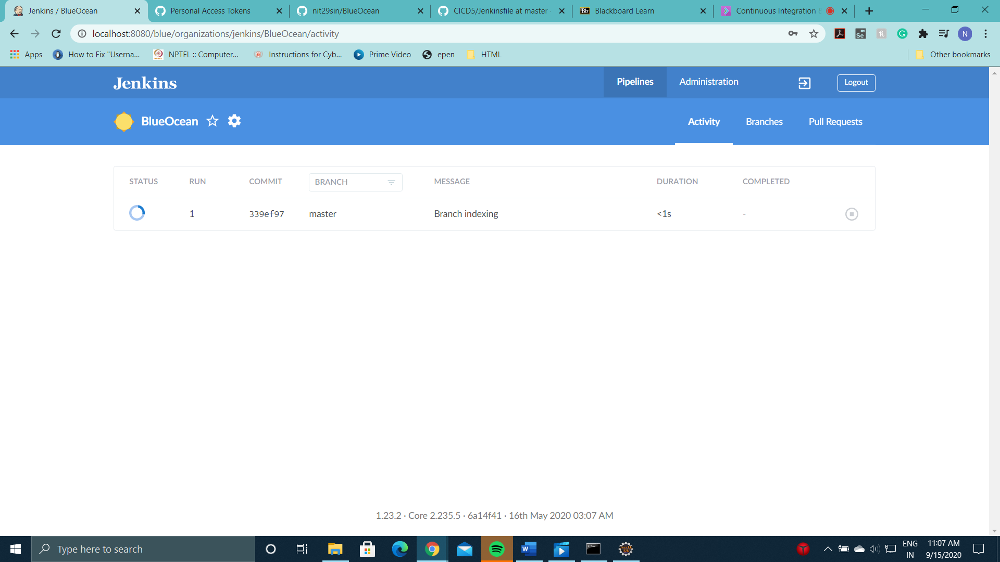 Jenkins / BlueOcean
Personal Access Tokens
nit29sin/BlueOcean
CICD5/Jenkinsfile at master
Blackboard Learn
Continuous Integration &
localhost:8080/blue/organizations/jenkins/BlueOcean/activity
Se
N
Apps
How to Fix "Userna...
NPTEL :: Computer...
Instructions for Cyb...
Prime Video
epen
HTML
Other bookmarks
Jenkins
Pipelines
Administration
Logout
BlueOcean
Activity
Branches
Pull Requests
STATUS RUN COMMIT BRANCH MESSAGE DURATION COMPLETED
1 339ef97 master Branch indexing <1s -
1.23.2 · Core 2.235.5 · 6a14f41 · 16th May 2020 03:07 AM
Type here to search
ENG
IN
11:07 AM
9/15/2020